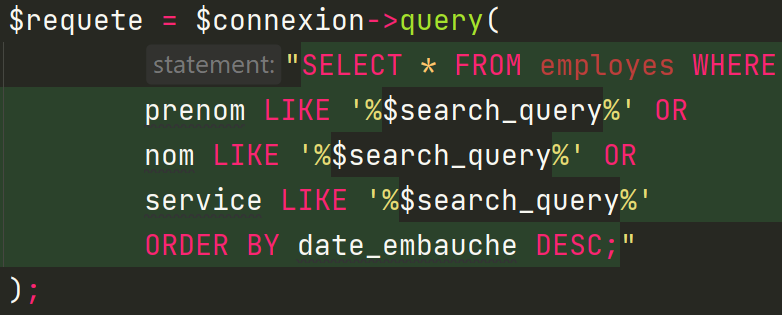 $requete = $connexion->query(
statement: "SELECT * FROM employes WHERE
prenom LIKE '%$search_query%' OR
nom LIKE '%$search_query%' OR
service LIKE '%$search_query%'
ORDER BY date_embauche DESC;"
);